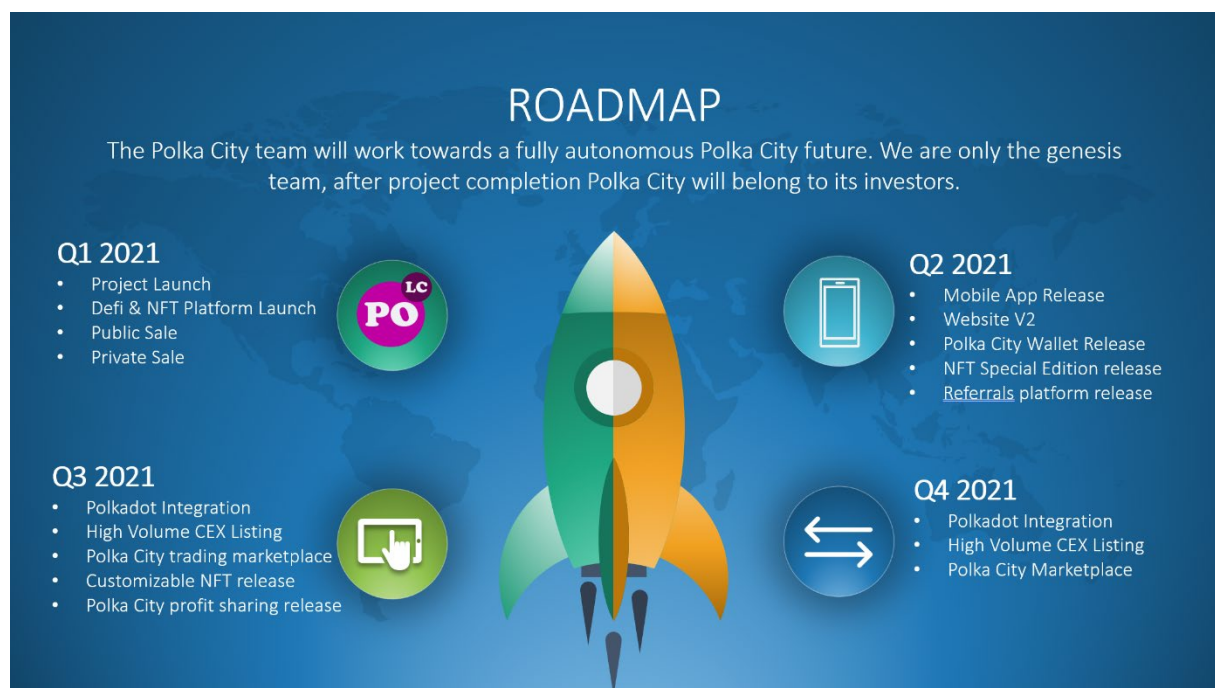 ROADMAP
The Polka City team will work towards a fully autonomous Polka City future. We are only the genesis
team, after project completion Polka City will belong to its investors.
Q1 2021
• Project Launch
• Defi & NFT Platform Launch
• Public Sale
• Private Sale
PO
LC
Q2 2021
• Mobile App Release
• Website V2
• Polka City Wallet Release
• NFT Special Edition release
• Referrals platform release
Q3 2021
• Polkadot Integration
• High Volume CEX Listing
• Polka City trading marketplace
• Customizable NFT release
• Polka City profit sharing release
Q4 2021
• Polkadot Integration
• High Volume CEX Listing
• Polka City Marketplace